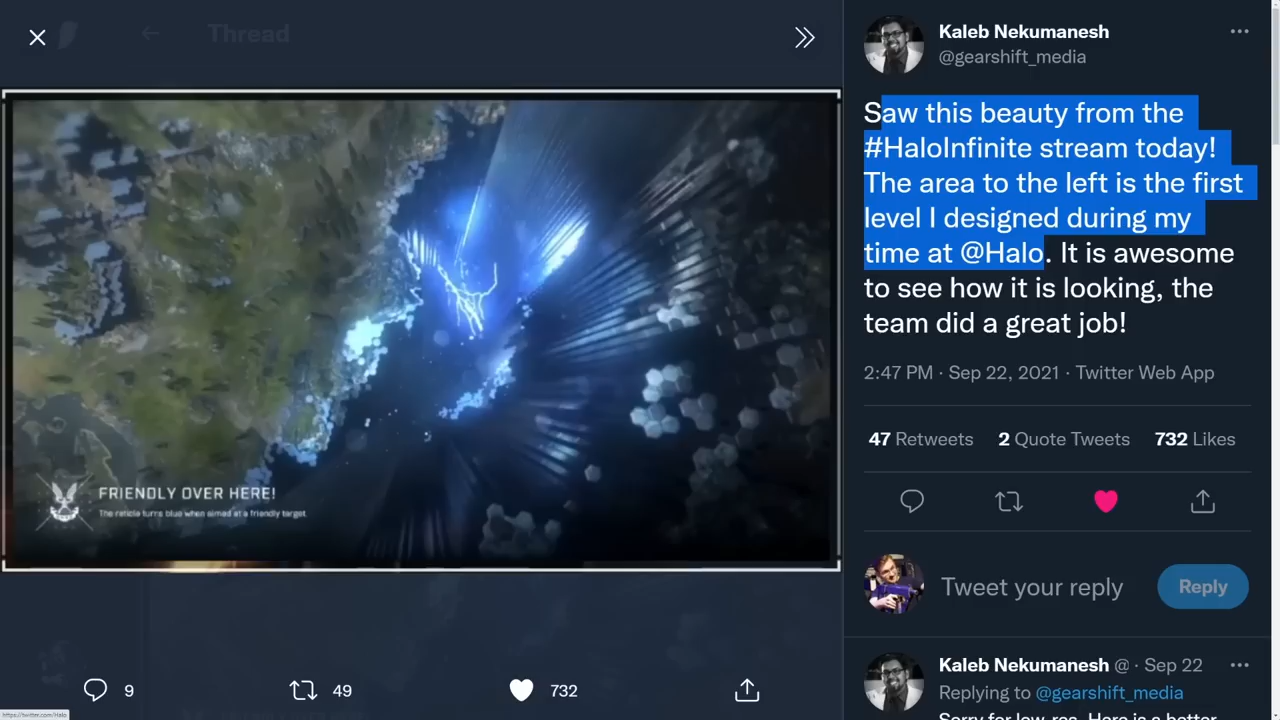 Thread
Kaleb Nekumanesh
@gearshift_media
Saw this beauty from the
#HaloInfinite stream today!
The area to the left is the first
level I designed during my
time at @Halo. It is awesome
to see how it is looking, the
team did a great job!
2:47 PM · Sep 22, 2021 · Twitter Web App
47 Retweets 2 Quote Tweets 732 Likes
FRIENDLY OVER HERE!
The reticle turns blue when aimed at a friendly target.
Tweet your reply
Reply
Kaleb Nekumanesh @ · Sep 22
Replying to @gearshift_media
9 49 732
https://twitter.com/Halo